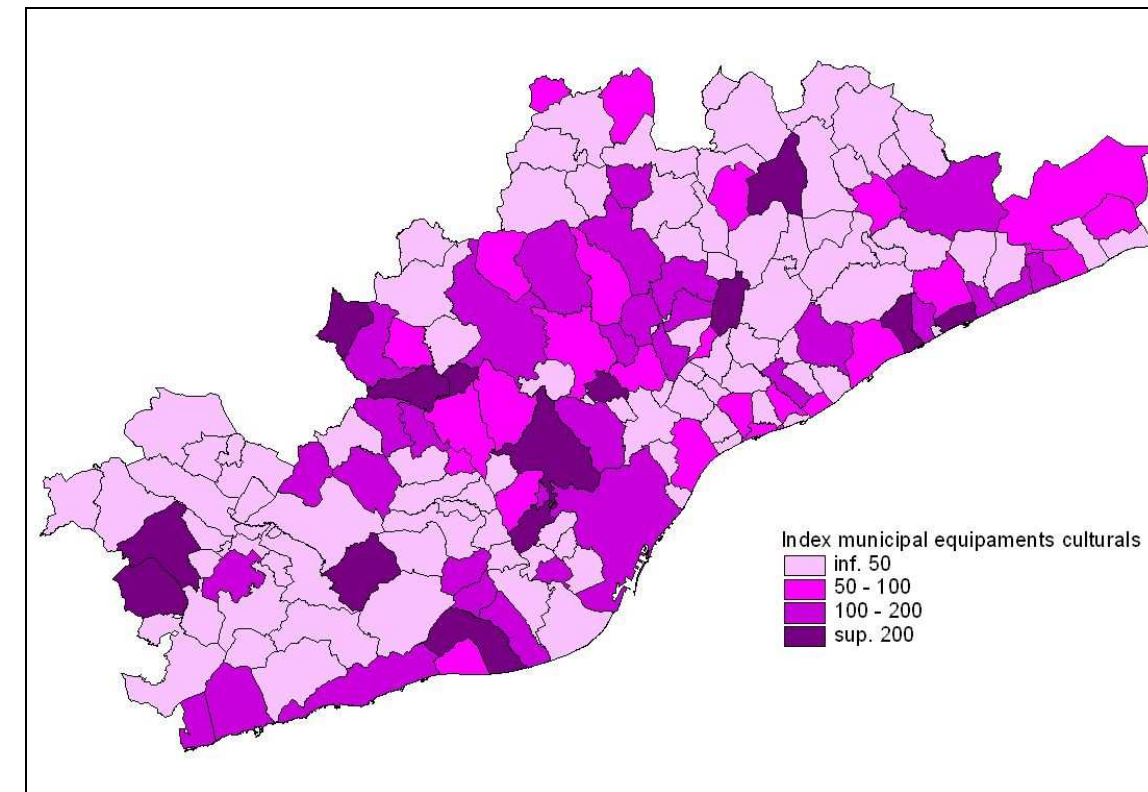 Index municipal equipaments culturals
inf. 50
50 - 100
100 - 200
sup. 200